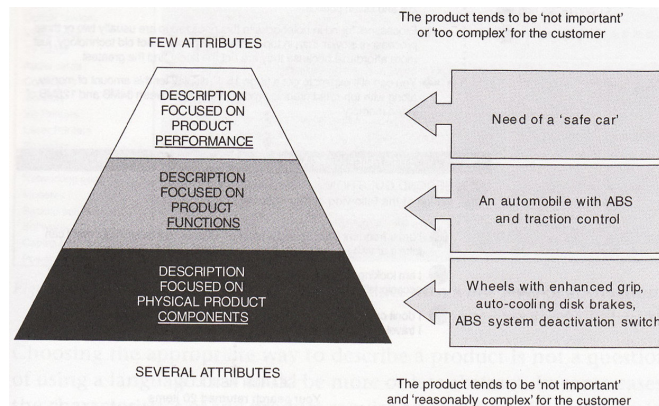 The product tends to be 'not important'
or 'too complex' for the customer
FEW ATTRIBUTES
DESCRIPTION
FOCUSED ON
PRODUCT
PERFORMANCE
Need of a 'safe car'
DESCRIPTION
FOCUSED ON
PRODUCT
FUNCTIONS
An automobile with ABS
and traction control
DESCRIPTION
FOCUSED ON
PHYSICAL PRODUCT
COMPONENTS
Wheels with enhanced grip,
auto-cooling disk brakes,
ABS system deactivation switch
SEVERAL ATTRIBUTES
The product tends to be 'not important'
and 'reasonably complex' for the customer